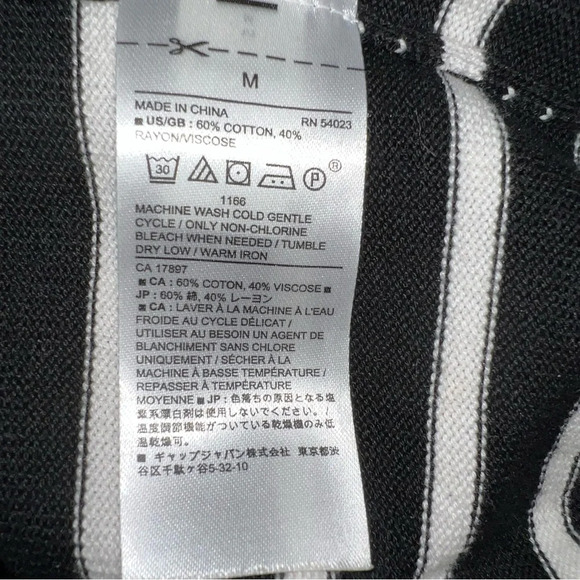 M
MADE IN CHINA
RN 54023
■ US/GB : 60% COTTON, 40%
RAYON/VISCOSE
30 P ®
1166
MACHINE WASH COLD GENTLE
CYCLE / ONLY NON-CHLORINE
BLEACH WHEN NEEDED / TUMBLE
DRY LOW / WARM IRON
CA 17897
■ CA : 60% COTON, 40% VISCOSE ■
JP : 60% 綿, 40% レーヨン
■ CA : LAVER À LA MACHINE À L'EAU
FROIDE AU CYCLE DÉLICAT /
UTILISER AU BESOIN UN AGENT DE
BLANCHIMENT SANS CHLORE
UNIQUEMENT / SÉCHER À LA
MACHINE À BASSE TEMPÉRATURE /
REPASSER À TEMPÉRATURE
MOYENNE ■ JP : 色落ちの原因となる塩
素系漂白剤は使用しないでください。/
温度調節機能がついている乾燥機のみ低
温乾燥可。
■ ギャップジャパン株式会社 東京都渋
谷区千駄ヶ谷5-32-10